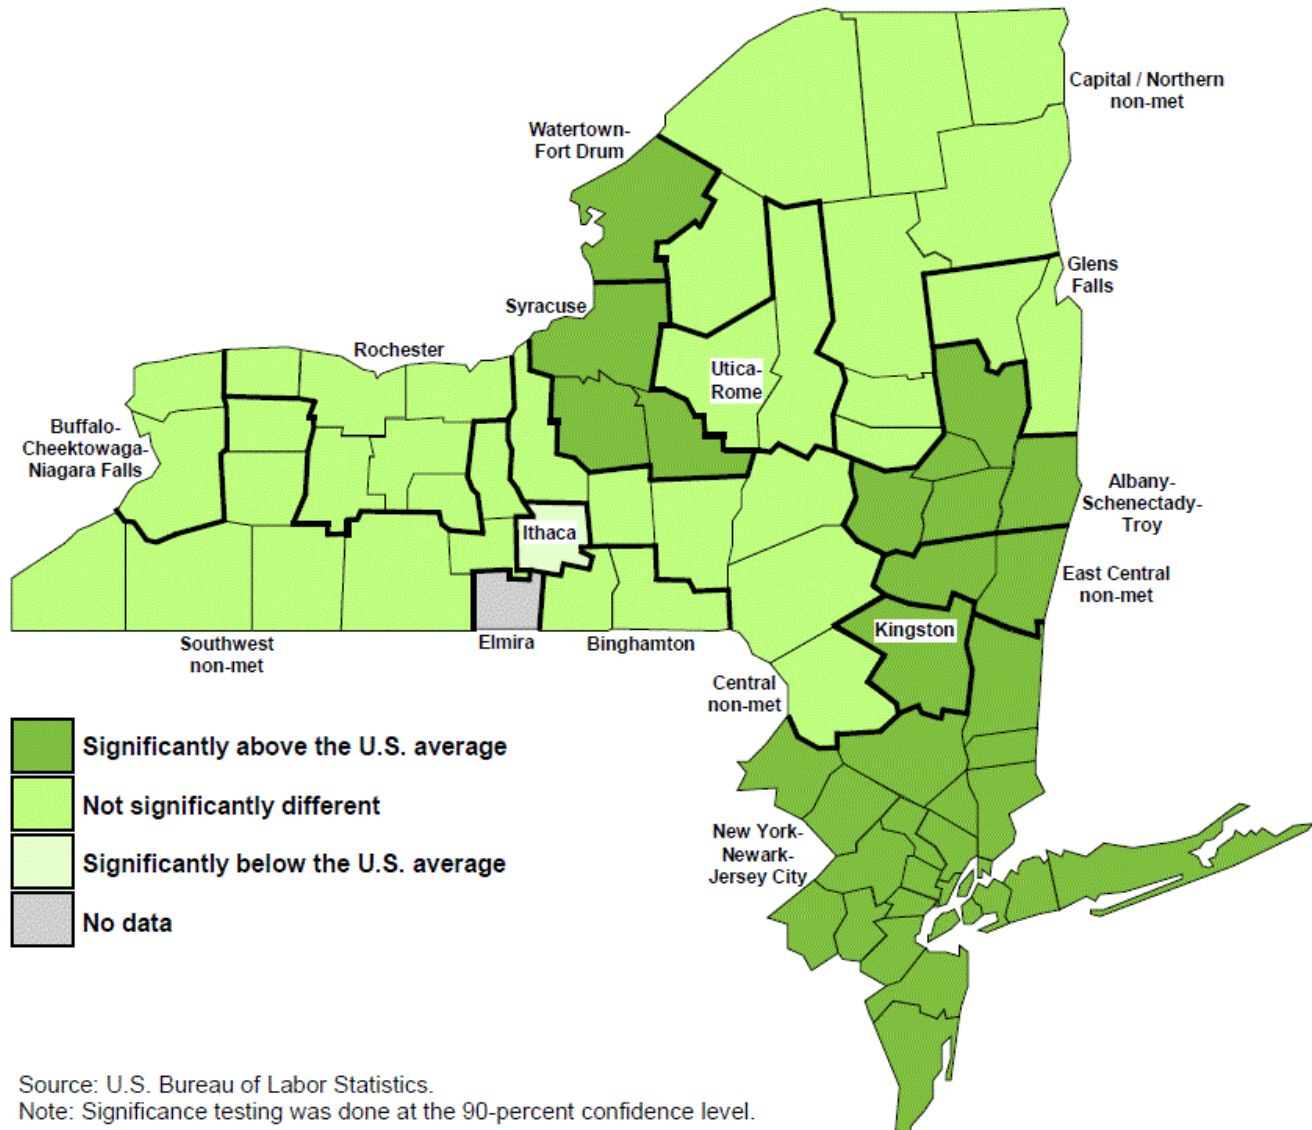 Capital / Northern
non-met
Watertown-
Fort Drum
Glens
Falls
Syracuse
Rochester
Utica-
Rome
Buffalo-
Cheektowaga-
Niagara Falls
Albany-
Schenectady-
Troy
Ithaca
East Central
non-met
Kingston
Southwest
non-met
Elmira
Binghamton
Central
non-met
Significantly above the U.S. average
Not significantly different
New York-
Newark-
Jersey City
Significantly below the U.S. average
No data
Source: U.S. Bureau of Labor Statistics.
Note: Significance testing was done at the 90-percent confidence level.